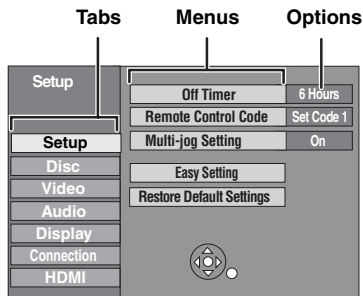 Tabs Menus Options
Setup
Off Timer 6 Hours
Remote Control Code Set Code 1
Setup Multi-jog Setting On
Disc Easy Setting
Video Restore Default Settings
Audio
Display
Connection
HDMI